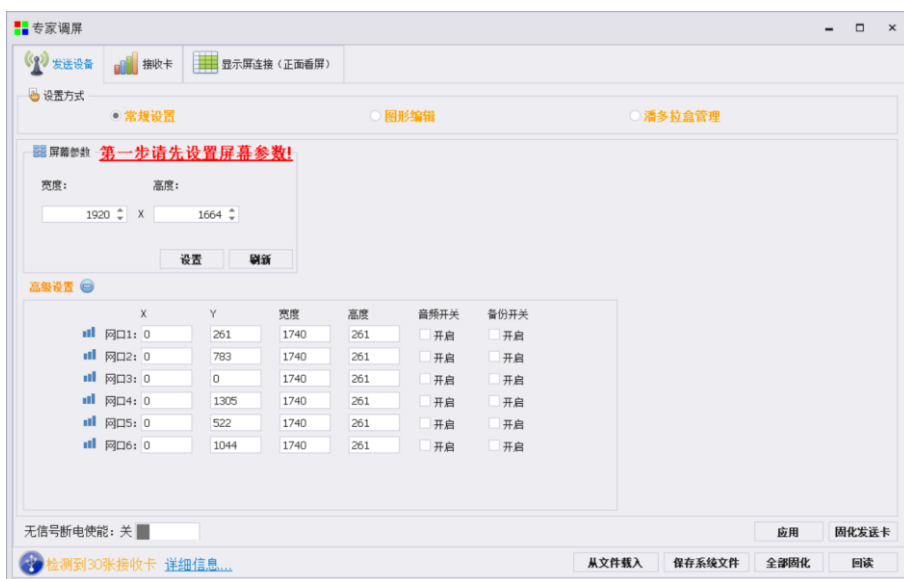 专家调屏
发送设备 接收卡 显示屏连接（正面看屏）
设置方式
常规设置 图形编辑 潘多拉盒管理
屏幕参数 第一步请先设置屏幕参数!
宽度： 高度：
1920 X 1664
设置 刷新
高级设置
X Y 宽度 高度 音频开关 备份开关
网口1: 0 261 1740 261 开启 开启
网口2: 0 783 1740 261 开启 开启
网口3: 0 0 1740 261 开启 开启
网口4: 0 1305 1740 261 开启 开启
网口5: 0 522 1740 261 开启 开启
网口6: 0 1044 1740 261 开启 开启
无信号断电使能：关 应用 固化发送卡
检测到30张接收卡 详细信息... 从文件载入 保存系统文件 全部固化 回读